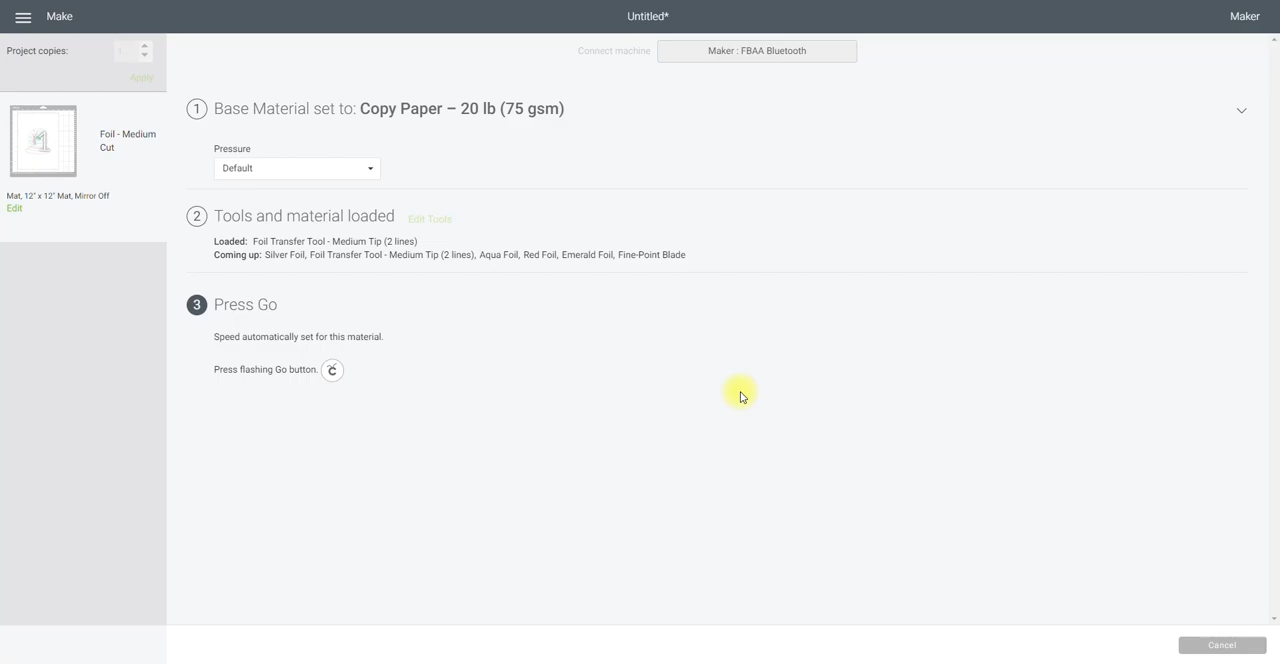 Make
Untitled*
Maker
Project copies:
1
Apply
Connect machine
Maker : FBAA Bluetooth
Foil - Medium
Cut
Mat, 12" x 12" Mat, Mirror Off
Edit
1 Base Material set to: Copy Paper – 20 lb (75 gsm)
Pressure
Default
2 Tools and material loaded Edit Tools
Loaded: Foil Transfer Tool - Medium Tip (2 lines)
Coming up: Silver Foil, Foil Transfer Tool - Medium Tip (2 lines), Aqua Foil, Red Foil, Emerald Foil, Fine-Point Blade
3 Press Go
Speed automatically set for this material.
Press flashing Go button.
Cancel